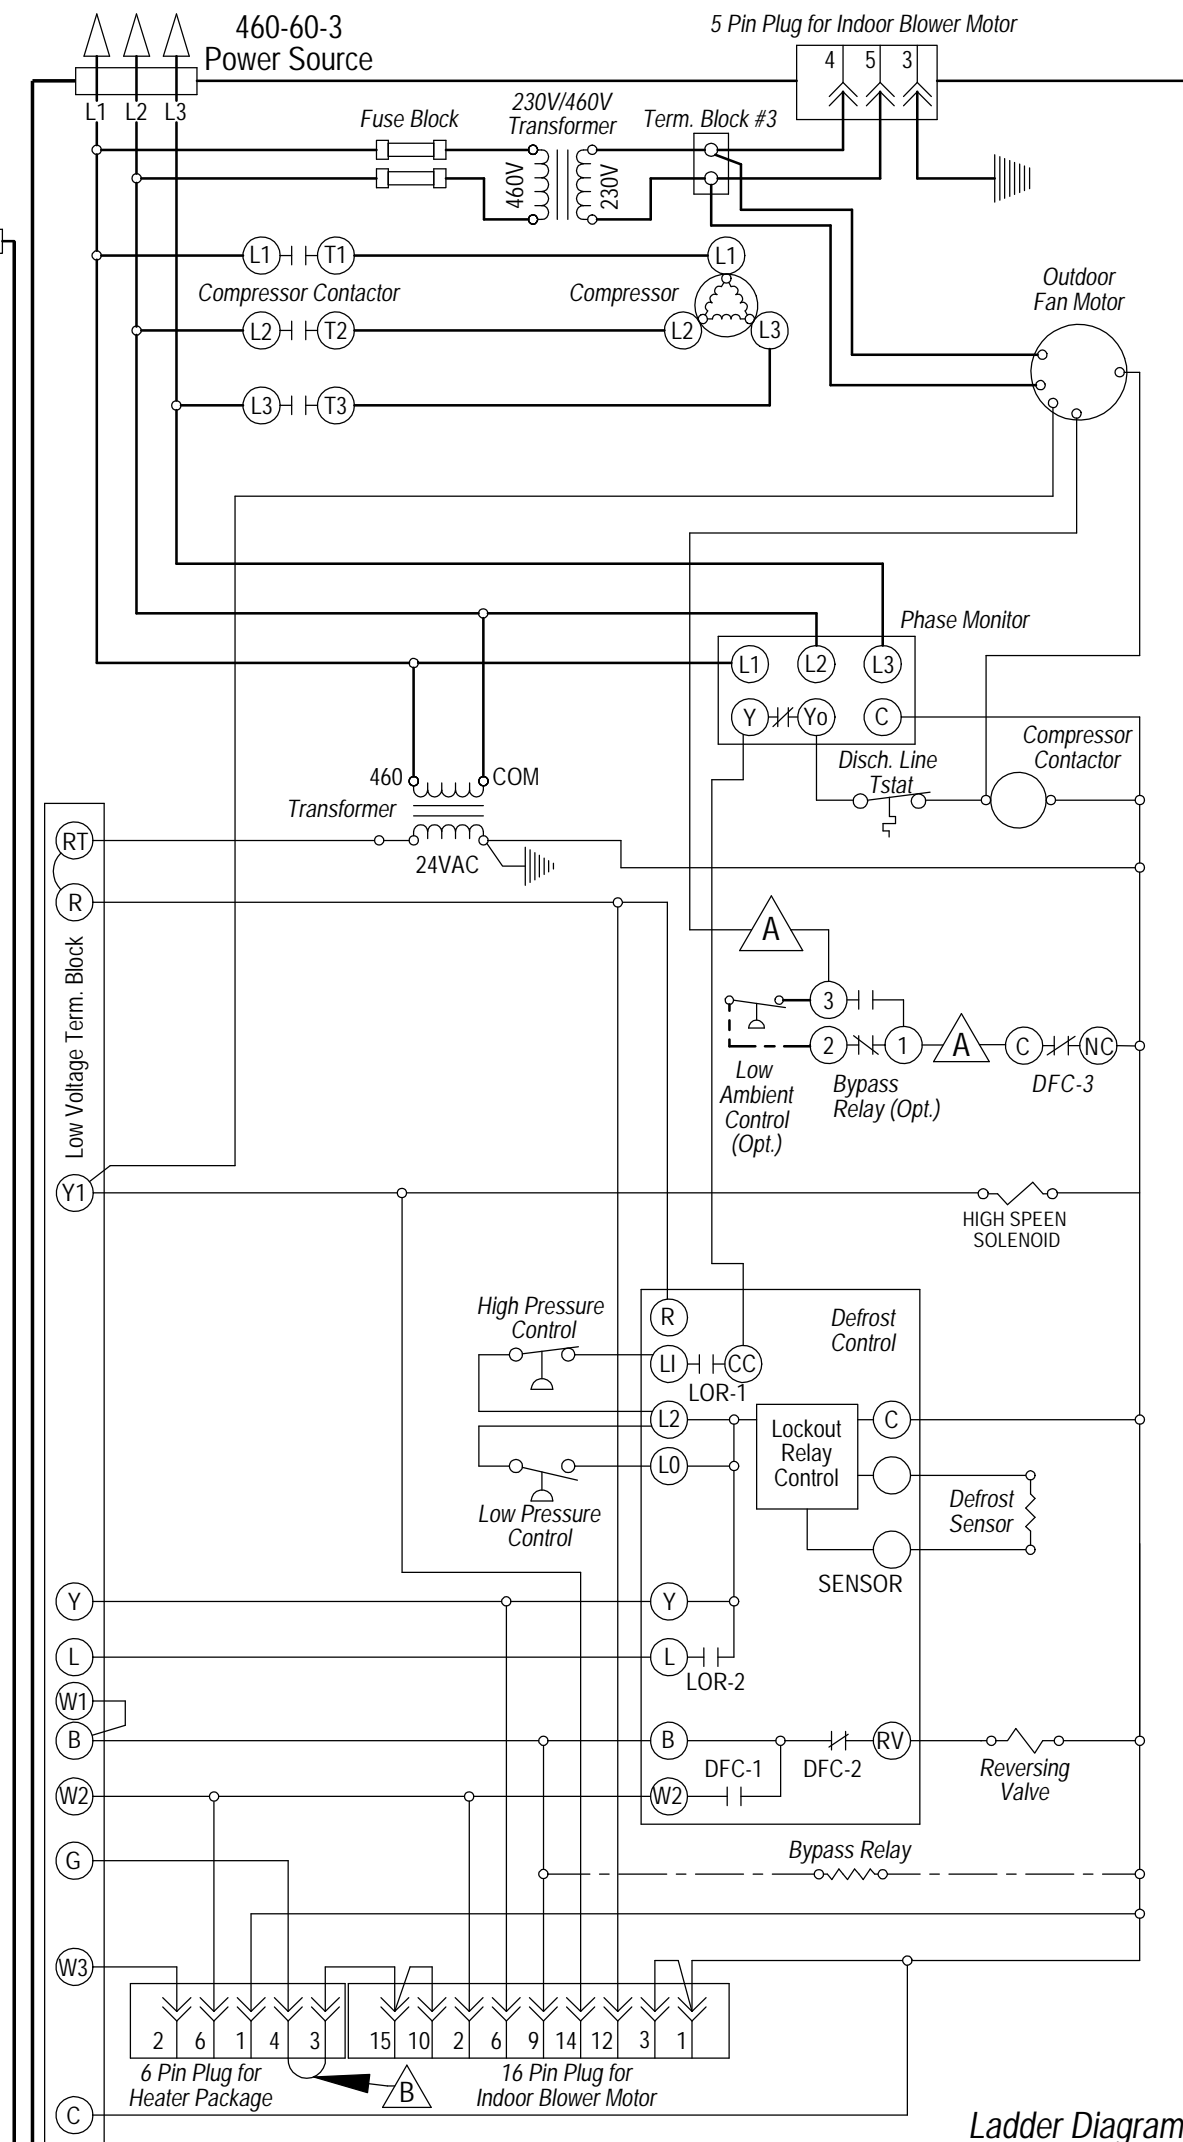 460-60-3
Power Source
5 Pin Plug for Indoor Blower Motor
4 5 3
L1 L2 L3
Fuse Block
230V/460V
Transformer
Term. Block #3
460V
230V
L1 T1
L1
Compressor Contactor
Compressor
L2 T2
L2 L3
L3 T3
Outdoor
Fan Motor
Phase Monitor
L1 L2 L3
Y Yo C
Disch. Line
Tstat
Compressor
Contactor
460 COM
Transformer
24VAC
RT
R
Low Voltage Term. Block
A
3
2 1 A C NC
Low
Ambient
Control
(Opt.)
Bypass
Relay (Opt.)
DFC-3
Y1
HIGH SPEEN
SOLENOID
High Pressure
Control
R
Defrost
Control
LI CC
LOR-1
L2
Lockout
Relay
Control
C
L0
Low Pressure
Control
Defrost
Sensor
SENSOR
Y Y
L L
LOR-2
W1
B B
DFC-1 DFC-2 RV
Reversing
Valve
W2 W2
G
Bypass Relay
W3
2 6 1 4 3
15 10 2 6 9 14 12 3 1
6 Pin Plug for
Heater Package
B
16 Pin Plug for
Indoor Blower Motor
C
Ladder Diagram